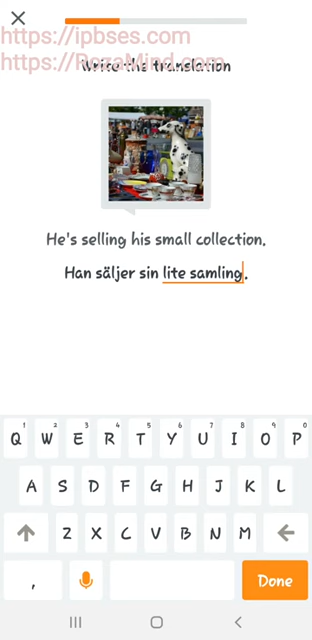 https://ipbses.com
https://RozaMind.com
Write the translation
He's selling his small collection.
Han säljer sin lite samling.
1 2 3 4 5 6 7 8 9 0
Q W E R T Y U I O P
A S D F G H J K L
Z X C V B N M
, Done